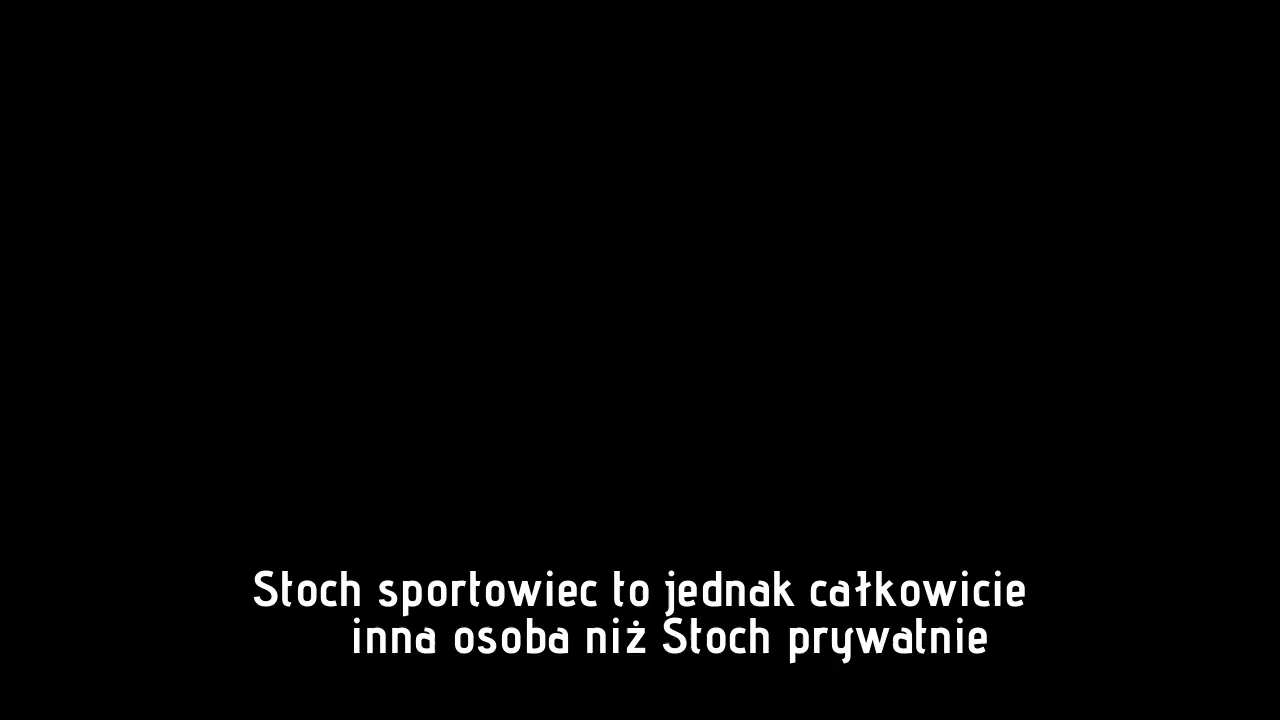 Stoch sportowiec to jednak całkowicie
inna osoba niż Stoch prywatnie